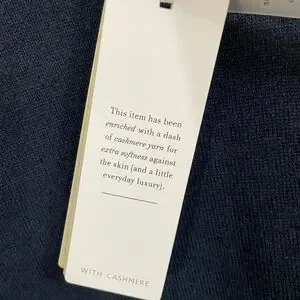 This item has been
enriched with a dash
of cashmere yarn for
extra softness against
the skin (and a little
everyday luxury).
WITH CASHMERE